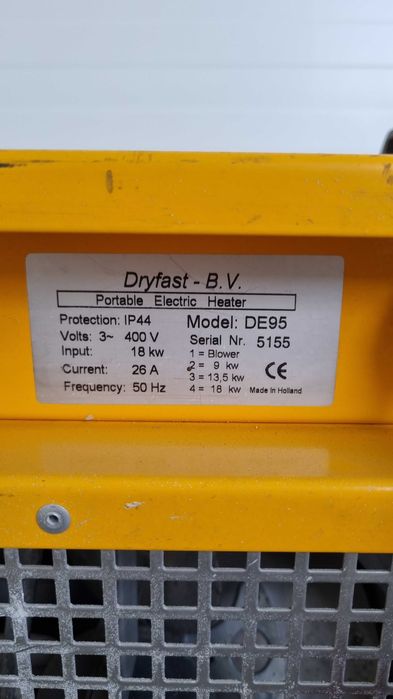 Dryfast - B.V.
Portable Electric Heater
Protection: IP44 Model: DE95
Volts: 3~ 400 V Serial Nr. 5155
Input: 18 kw 1 = Blower
2 = 9 kw
Current: 26 A 3 = 13,5 kw
Frequency: 50 Hz 4 = 18 kw
CE
Made in Holland